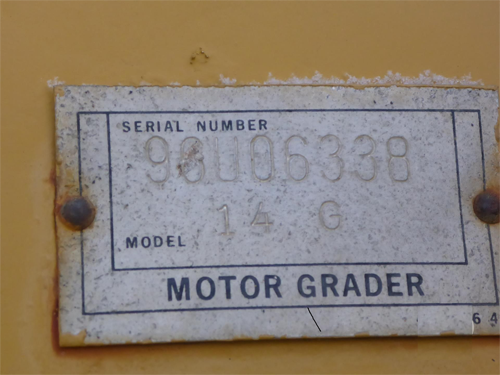 SERIAL NUMBER
96U06338
MODEL 14 G
MOTOR GRADER
64